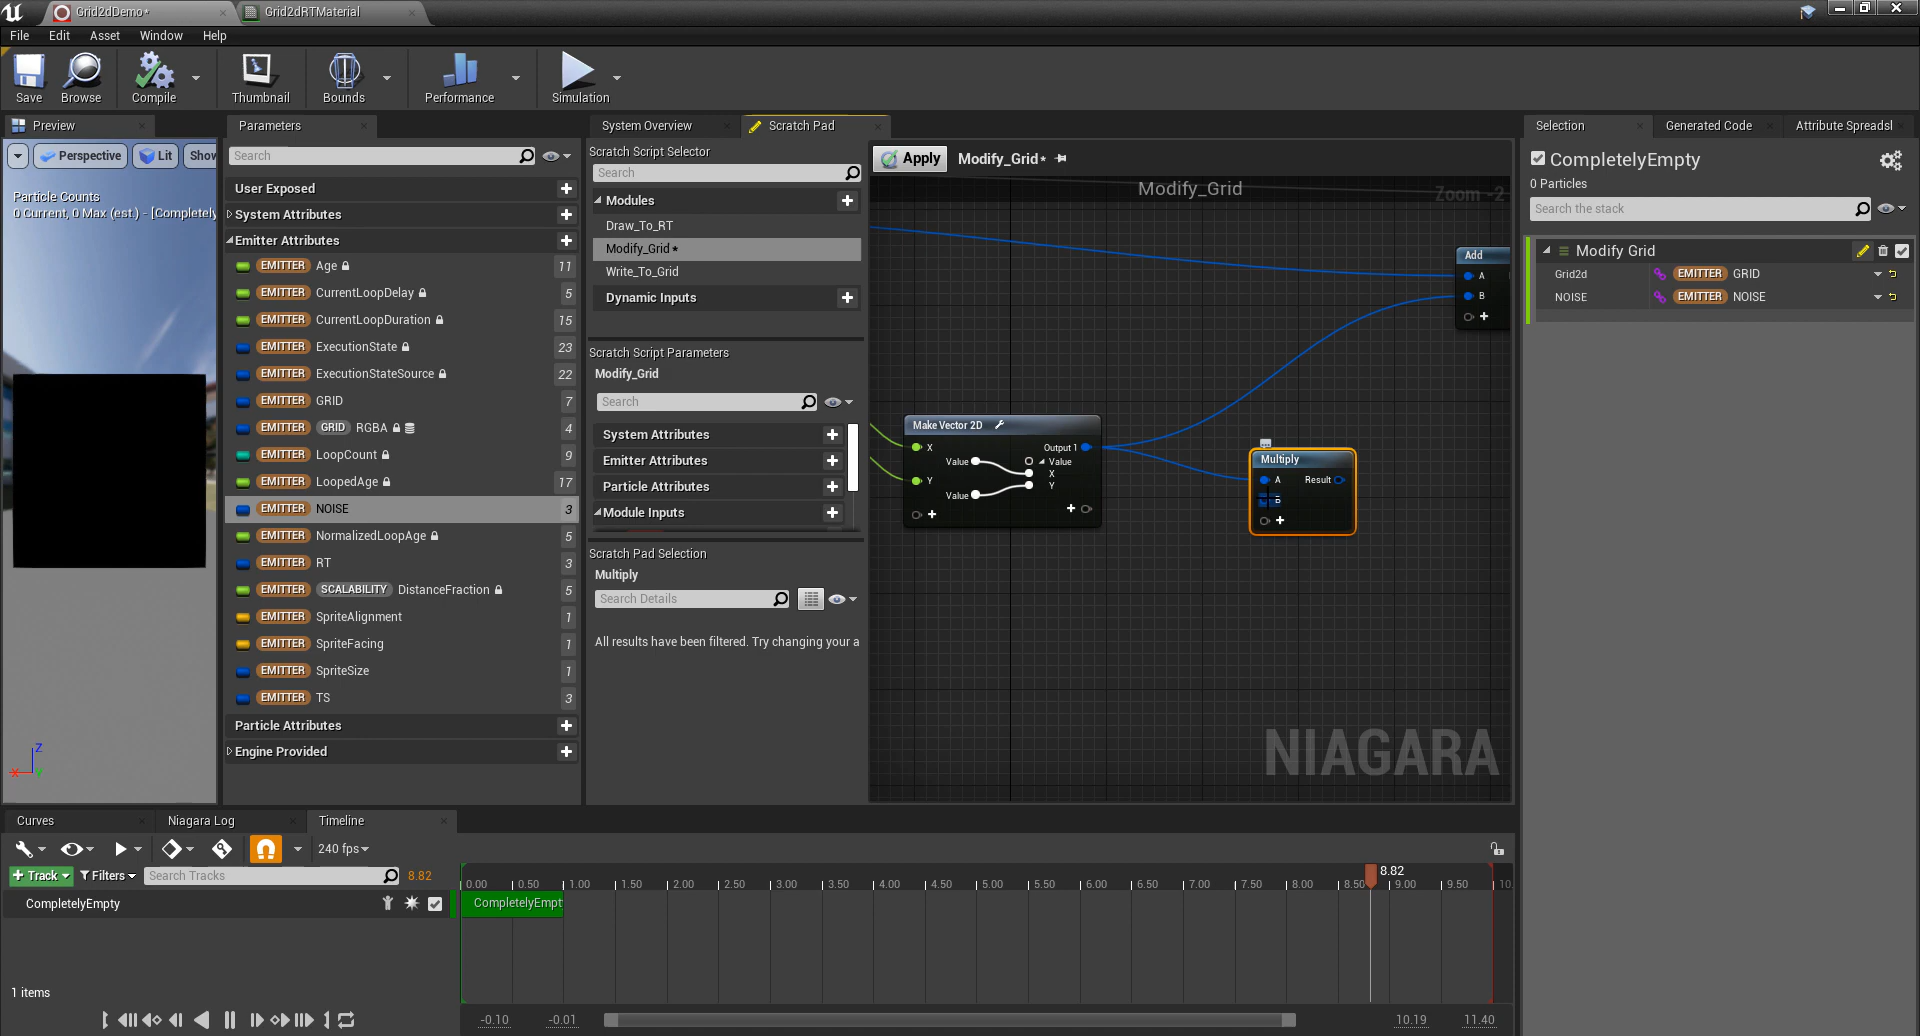 Grid2dDemo*
Grid2dRTMaterial
File Edit Asset Window Help
Save
Browse
Compile
Thumbnail
Bounds
Performance
Simulation
Preview
Perspective
Lit
Show
Particle Counts
0 Current, 0 Max (est.) - [Completely
Z
X
Y
Parameters
Search
User Exposed
System Attributes
Emitter Attributes
EMITTER Age 11
EMITTER CurrentLoopDelay 5
EMITTER CurrentLoopDuration 15
EMITTER ExecutionState 23
EMITTER ExecutionStateSource 22
EMITTER GRID 7
EMITTER GRID RGBA 4
EMITTER LoopCount 9
EMITTER LoopedAge 17
EMITTER NOISE 3
EMITTER NormalizedLoopAge 5
EMITTER RT 3
EMITTER SCALABILITY DistanceFraction 5
EMITTER SpriteAlignment 1
EMITTER SpriteFacing 1
EMITTER SpriteSize 1
EMITTER TS 3
Particle Attributes
Engine Provided
System Overview
Scratch Pad
Scratch Script Selector
Search
Modules
Draw_To_RT
Modify_Grid *
Write_To_Grid
Dynamic Inputs
Scratch Script Parameters
Modify_Grid
Search
System Attributes
Emitter Attributes
Particle Attributes
Module Inputs
Scratch Pad Selection
Multiply
Search Details
All results have been filtered. Try changing your a
Apply
Modify_Grid*
Modify_Grid
Zoom -2
Add
A
B
Make Vector 2D
X
Y
Value
Value
Output 1
Value
X
Y
Multiply
A
B
Result
NIAGARA
Selection
Generated Code
Attribute Spreadsl
CompletelyEmpty
0 Particles
Search the stack
Modify Grid
Grid2d EMITTER GRID
NOISE EMITTER NOISE
Curves
Niagara Log
Timeline
240 fps
Track
Filters
Search Tracks
8.82
CompletelyEmpty
1 items
8.82
0.00 0.50 1.00 1.50 2.00 2.50 3.00 3.50 4.00 4.50 5.00 5.50 6.00 6.50 7.00 7.50 8.00 8.50 9.00 9.50 10.
CompletelyEmpt
-0.10 -0.01 10.19 11.40